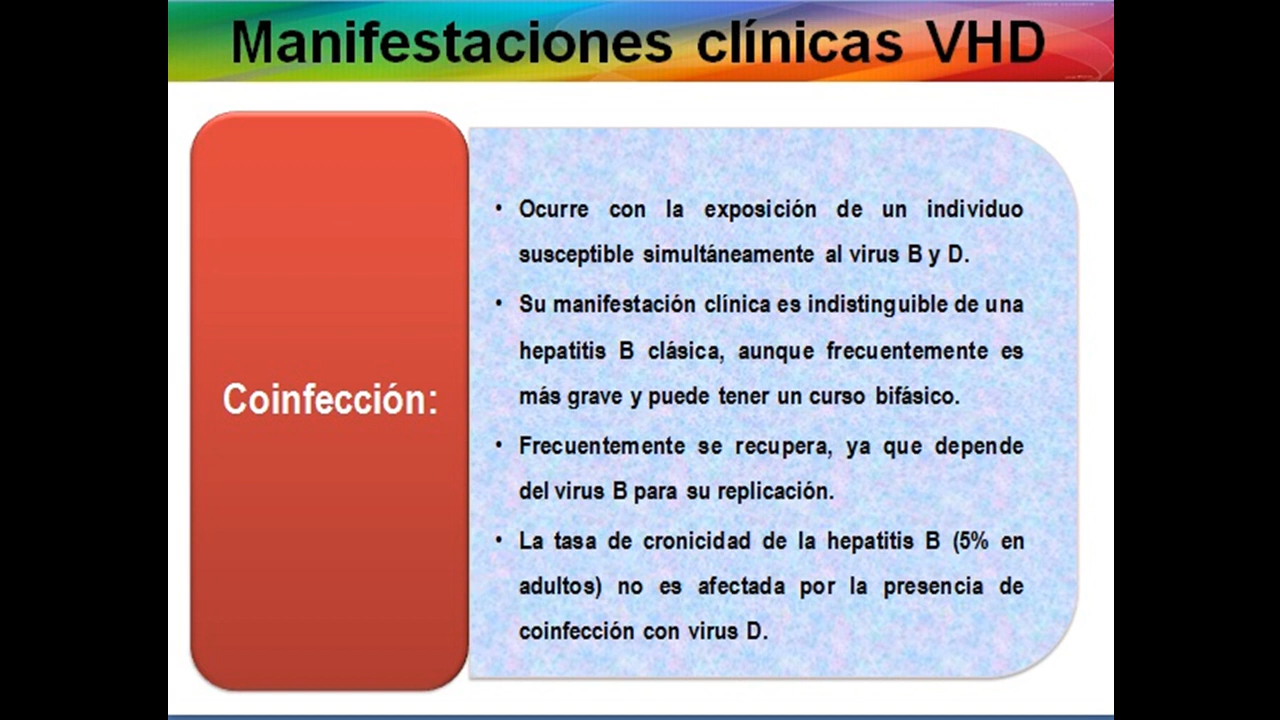 Manifestaciones clínicas VHD
Coinfección:
• Ocurre con la exposición de un individuo
susceptible simultáneamente al virus B y D.
• Su manifestación clínica es indistinguible de una
hepatitis B clásica, aunque frecuentemente es
más grave y puede tener un curso bifásico.
• Frecuentemente se recupera, ya que depende
del virus B para su replicación.
• La tasa de cronicidad de la hepatitis B (5% en
adultos) no es afectada por la presencia de
coinfección con virus D.